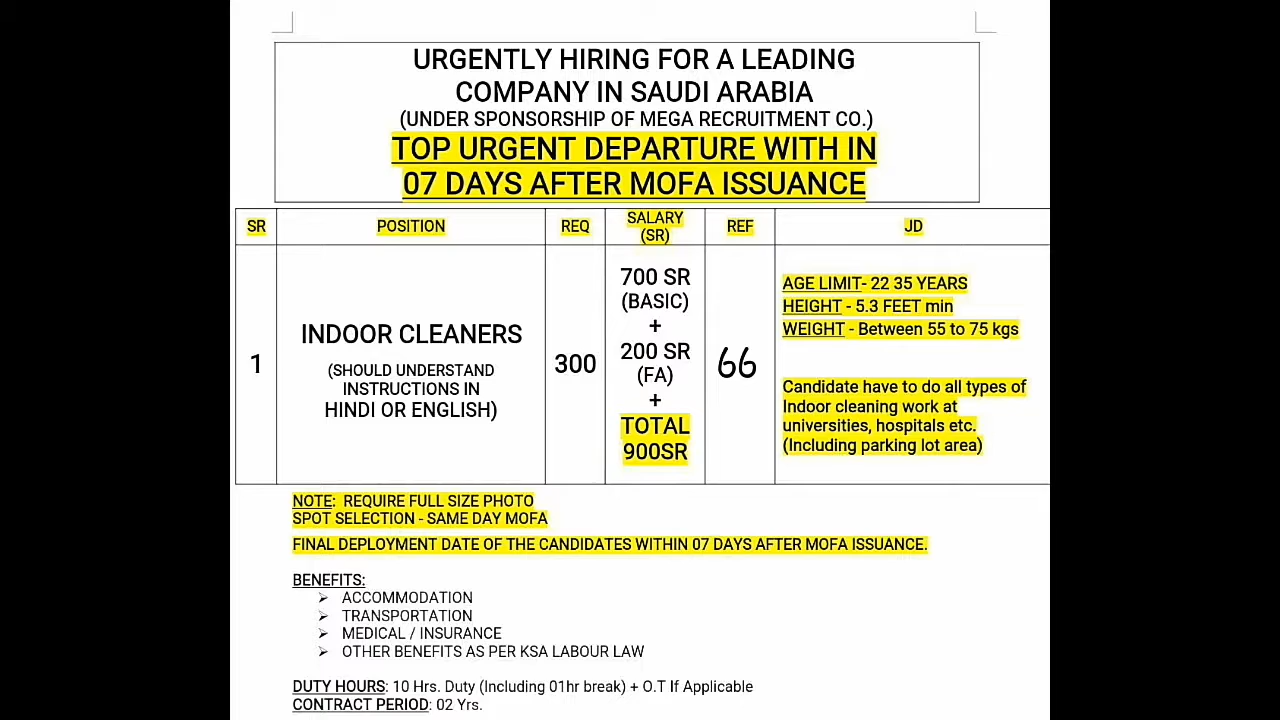 URGENTLY HIRING FOR A LEADING
COMPANY IN SAUDI ARABIA
(UNDER SPONSORSHIP OF MEGA RECRUITMENT CO.)
TOP URGENT DEPARTURE WITH IN
07 DAYS AFTER MOFA ISSUANCE
SR POSITION REQ SALARY (SR) REF JD
1
INDOOR CLEANERS
(SHOULD UNDERSTAND
INSTRUCTIONS IN
HINDI OR ENGLISH)
300
700 SR
(BASIC)
+
200 SR
(FA)
+
TOTAL
900SR
66
AGE LIMIT- 22 35 YEARS
HEIGHT - 5.3 FEET min
WEIGHT - Between 55 to 75 kgs
Candidate have to do all types of
Indoor cleaning work at
universities, hospitals etc.
(Including parking lot area)
NOTE: REQUIRE FULL SIZE PHOTO
SPOT SELECTION - SAME DAY MOFA
FINAL DEPLOYMENT DATE OF THE CANDIDATES WITHIN 07 DAYS AFTER MOFA ISSUANCE.
BENEFITS:
➢ ACCOMMODATION
➢ TRANSPORTATION
➢ MEDICAL / INSURANCE
➢ OTHER BENEFITS AS PER KSA LABOUR LAW
DUTY HOURS: 10 Hrs. Duty (Including 01hr break) + O.T If Applicable
CONTRACT PERIOD: 02 Yrs.